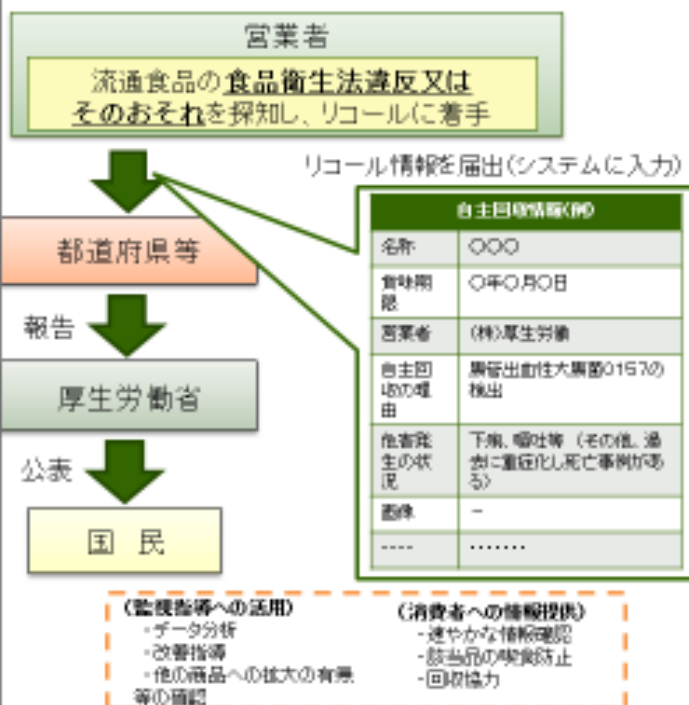 営業者
流通食品の食品衛生法違反又は
そのおそれを探知し、リコールに着手
リコール情報を届出(システムに入力)
都道府県等
報告
厚生労働省
公表
国 民
自主回収情報(例)
名称 〇〇〇
賞味期
限
〇年〇月〇日
営業者 (株)厚生労働
自主回
収の理
由
腸管出血性大腸菌O157の
検出
危害発
生の状
況
下痢、嘔吐等 (その他、過
去に重症化し死亡事例があ
る)
画像 -
---- ・・・・・・・
(監視指導への活用)
・データ分析
・改善指導
・他の商品への拡大の有無
等の確認
(消費者への情報提供)
・速やかな情報確認
・該当品の喫食防止
・回収協力